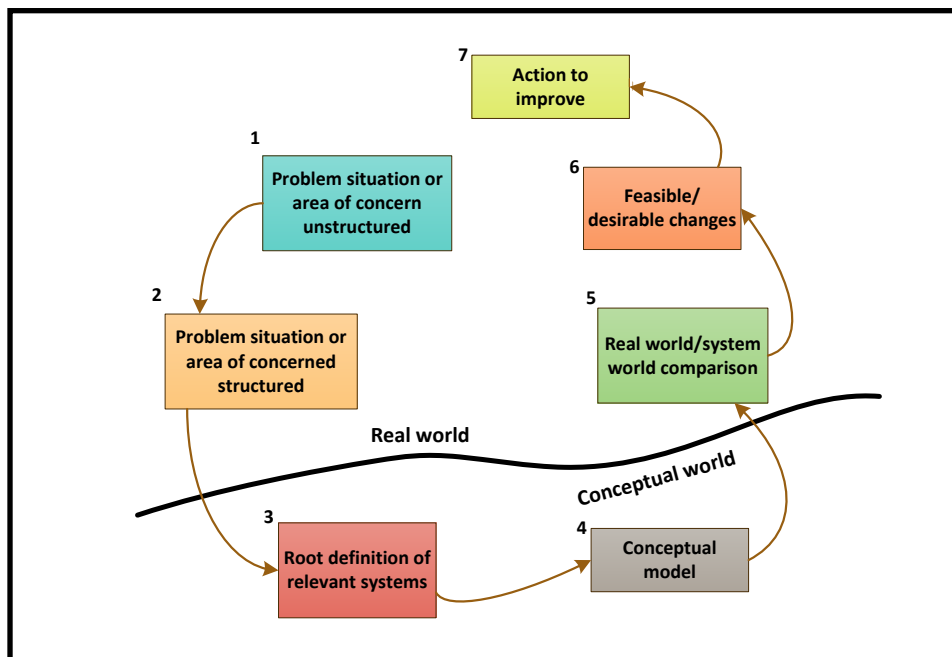 7
Action to
improve
1
Problem situation or
area of concern
unstructured
6
Feasible/
desirable changes
2
Problem situation or
area of concerned
structured
5
Real world/system
world comparison
Real world
Conceptual world
3
Root definition of
relevant systems
4
Conceptual
model